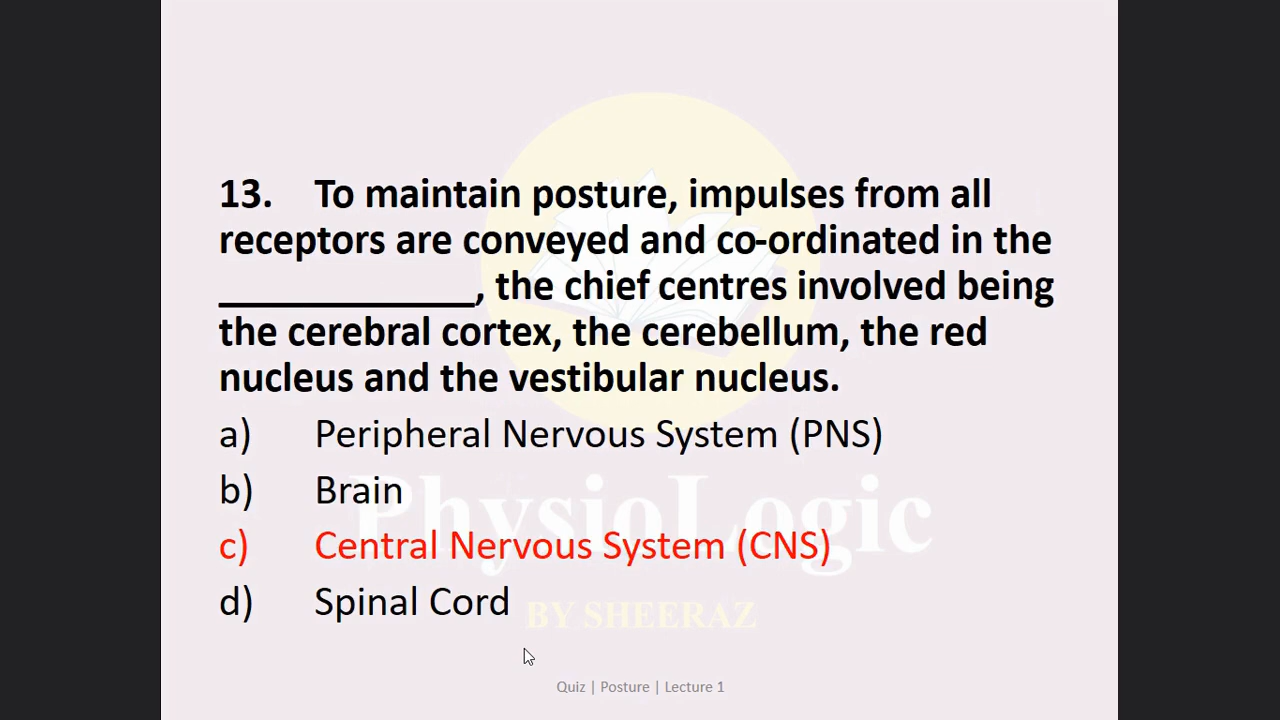 13. To maintain posture, impulses from all
receptors are conveyed and co-ordinated in the
_____________, the chief centres involved being
the cerebral cortex, the cerebellum, the red
nucleus and the vestibular nucleus.
a) Peripheral Nervous System (PNS)
b) Brain
c) Central Nervous System (CNS)
d) Spinal Cord
PhysioLogic
BY SHEERAZ
Quiz | Posture | Lecture 1